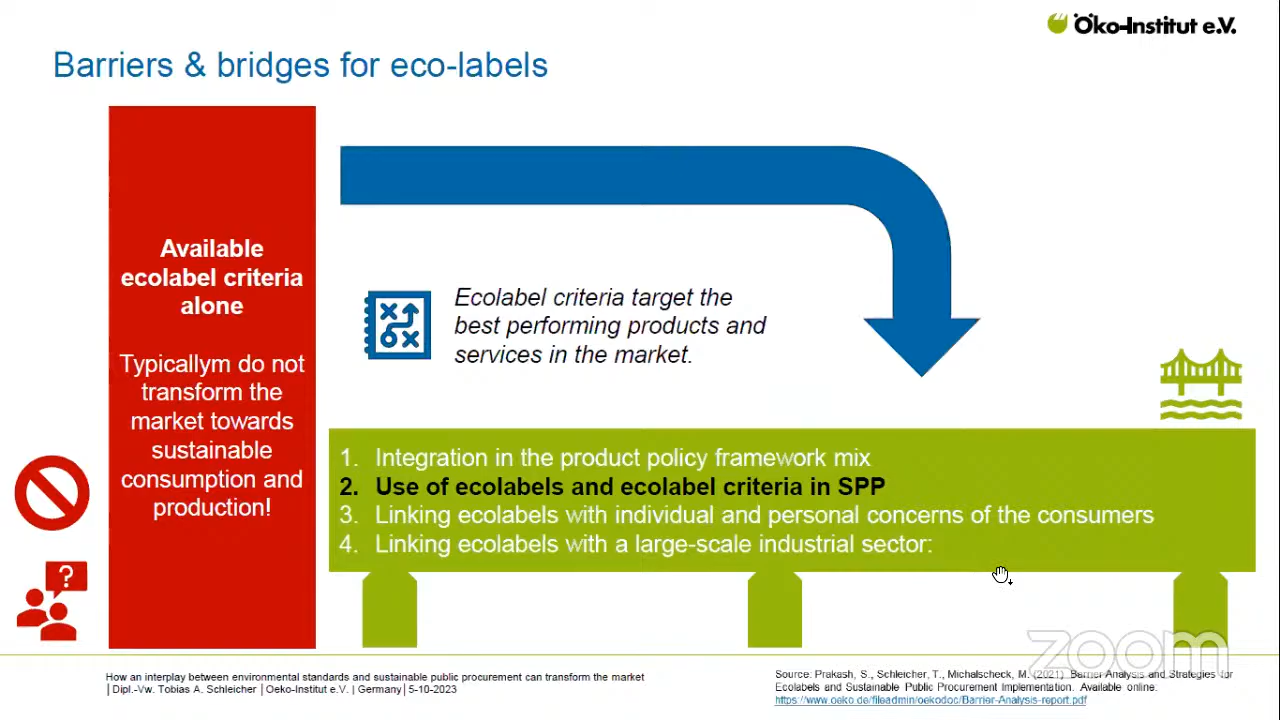 Öko-Institut e.V.
Barriers & bridges for eco-labels
Available
ecolabel criteria
alone
Typicallym do not
transform the
market towards
sustainable
consumption and
production!
Ecolabel criteria target the
best performing products and
services in the market.
1. Integration in the product policy framework mix
2. Use of ecolabels and ecolabel criteria in SPP
3. Linking ecolabels with individual and personal concerns of the consumers
4. Linking ecolabels with a large-scale industrial sector:
?
zoom
How an interplay between environmental standards and sustainable public procurement can transform the market
| Dipl.-Vw. Tobias A. Schleicher | Oeko-Institut e.V. | Germany | 5-10-2023
Source: Prakash, S., Schleicher, T., Michalscheck, M. (2021) Barrier Analysis and Strategies for
Ecolabels and Sustainable Public Procurement Implementation. Available online:
https://www.oeko.de/fileadmin/oekodoc/Barrier-Analysis-report.pdf